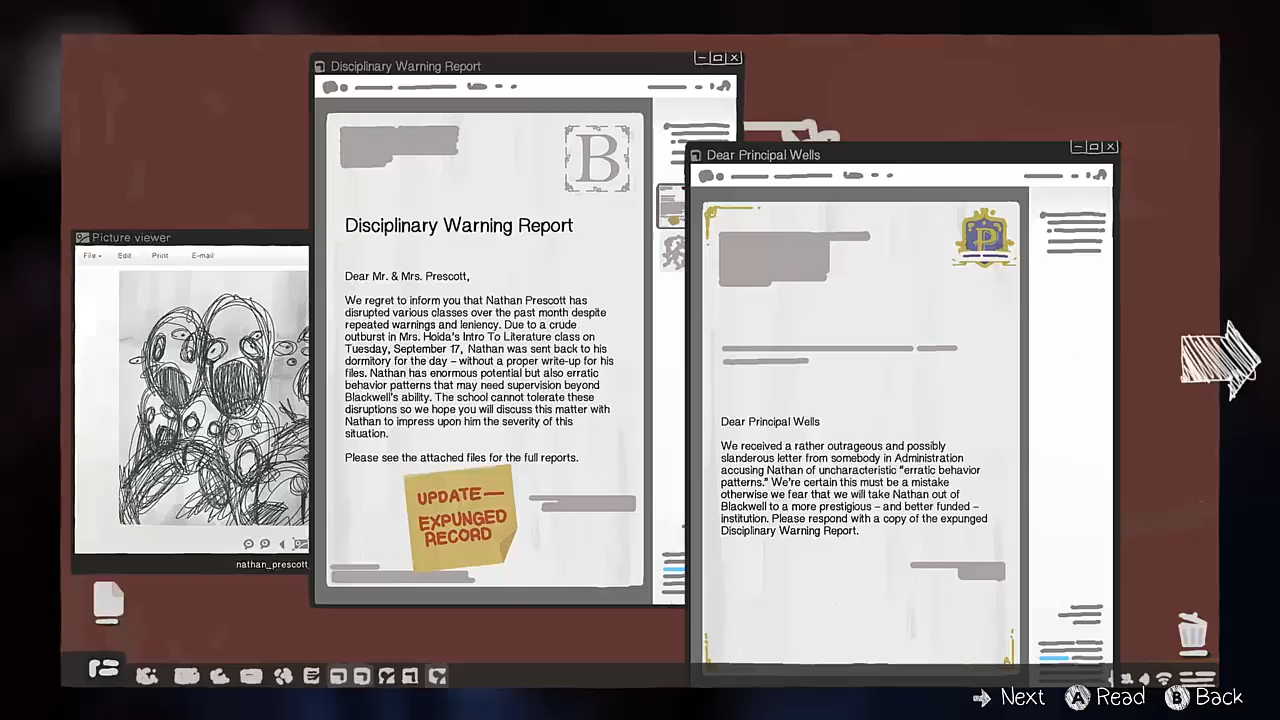 Disciplinary Warning Report
B
Disciplinary Warning Report
Dear Mr. & Mrs. Prescott,
We regret to inform you that Nathan Prescott has
disrupted various classes over the past month despite
repeated warnings and leniency. Due to a crude
outburst in Mrs. Hoida's Intro To Literature class on
Tuesday, September 17, Nathan was sent back to his
dormitory for the day – without a proper write-up for his
files. Nathan has enormous potential but also erratic
behavior patterns that may need supervision beyond
Blackwell's ability. The school cannot tolerate these
disruptions so we hope you will discuss this matter with
Nathan to impress upon him the severity of this
situation.
Please see the attached files for the full reports.
UPDATE—
EXPUNGED
RECORD
Dear Principal Wells
P
Dear Principal Wells
We received a rather outrageous and possibly
slanderous letter from somebody in Administration
accusing Nathan of uncharacteristic "erratic behavior
patterns." We're certain this must be a mistake
otherwise we fear that we will take Nathan out of
Blackwell to a more prestigious – and better funded –
institution. Please respond with a copy of the expunged
Disciplinary Warning Report.
Picture viewer
File Edit Print E-mail
nathan_prescott
Next A Read B Back